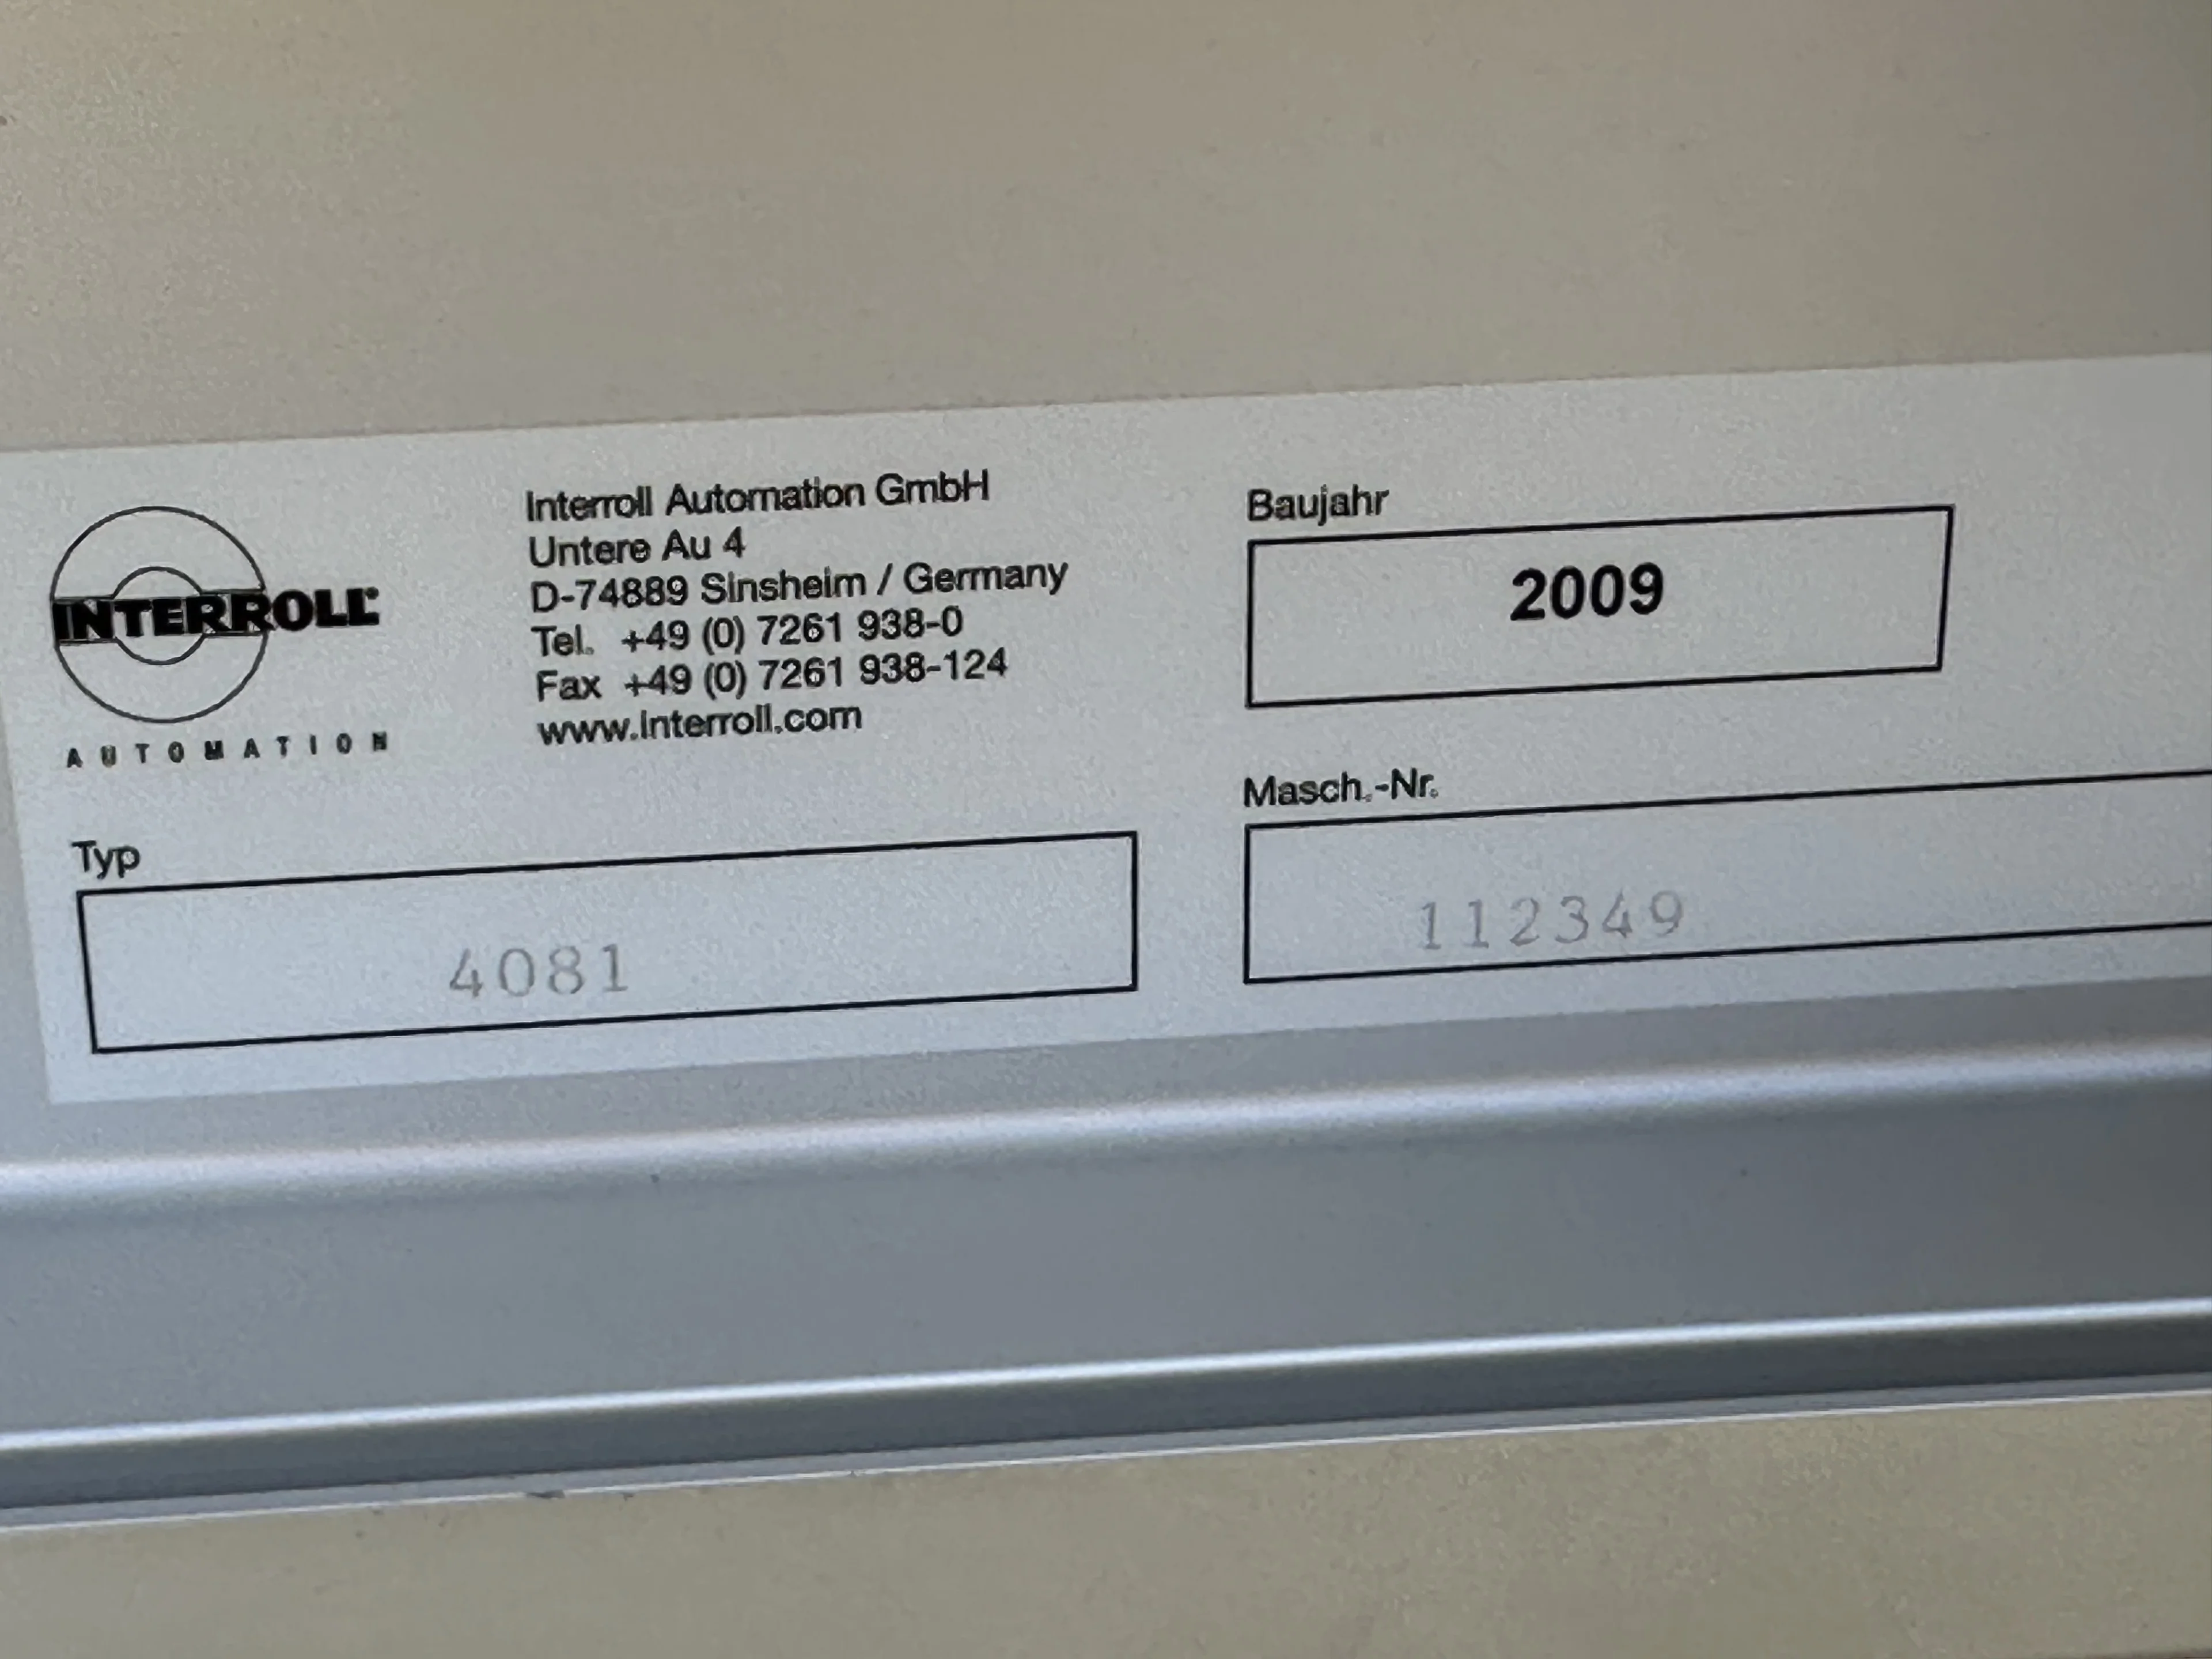 INTERROLL
AUTOMATION
Interroll Automation GmbH
Untere Au 4
D-74889 Sinsheim / Germany
Tel. +49 (0) 7261 938-0
Fax +49 (0) 7261 938-124
www.interroll.com
Baujahr
2009
Typ
4081
Masch.-Nr.
112349